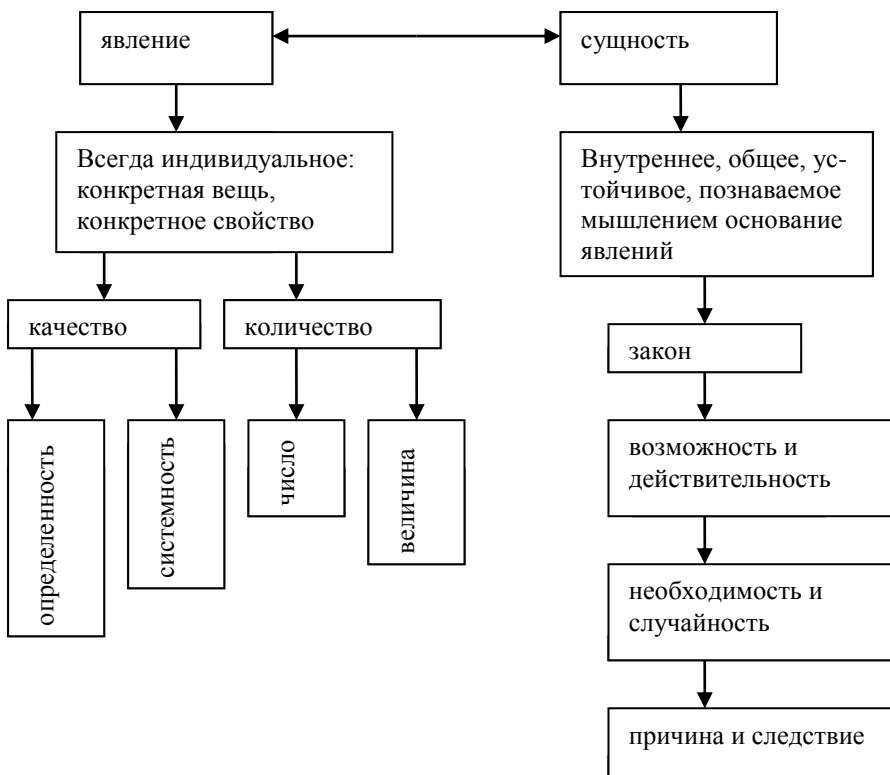 явление
сущность
Всегда индивидуальное:
конкретная вещь,
конкретное свойство
Внутреннее, общее, ус-
тойчивое, познаваемое
мышлением основание
явлений
качество
количество
закон
определенность
системность
число
величина
возможность и
действительность
необходимость и
случайность
причина и следствие